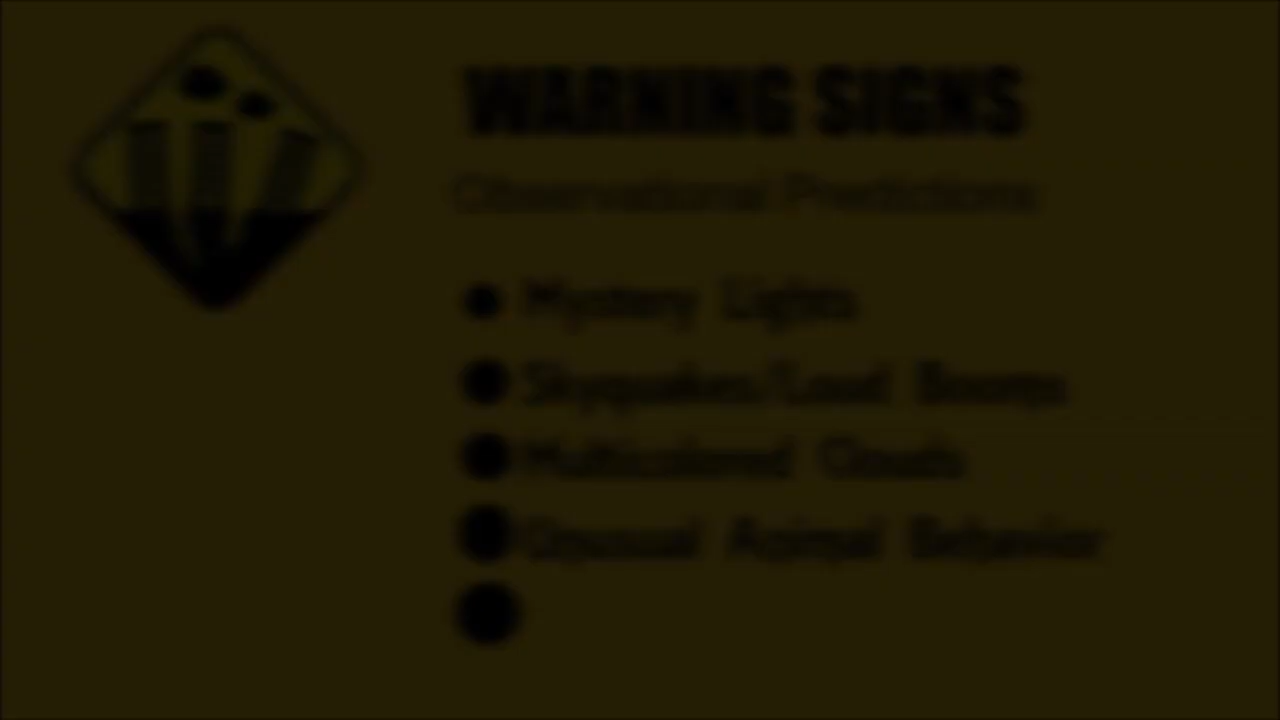 WARNING SIGNS
Observational Predictions
Mystery Lights
Skyquakes/Loud Booms
Multicolored Clouds
Unusual Animal Behavior